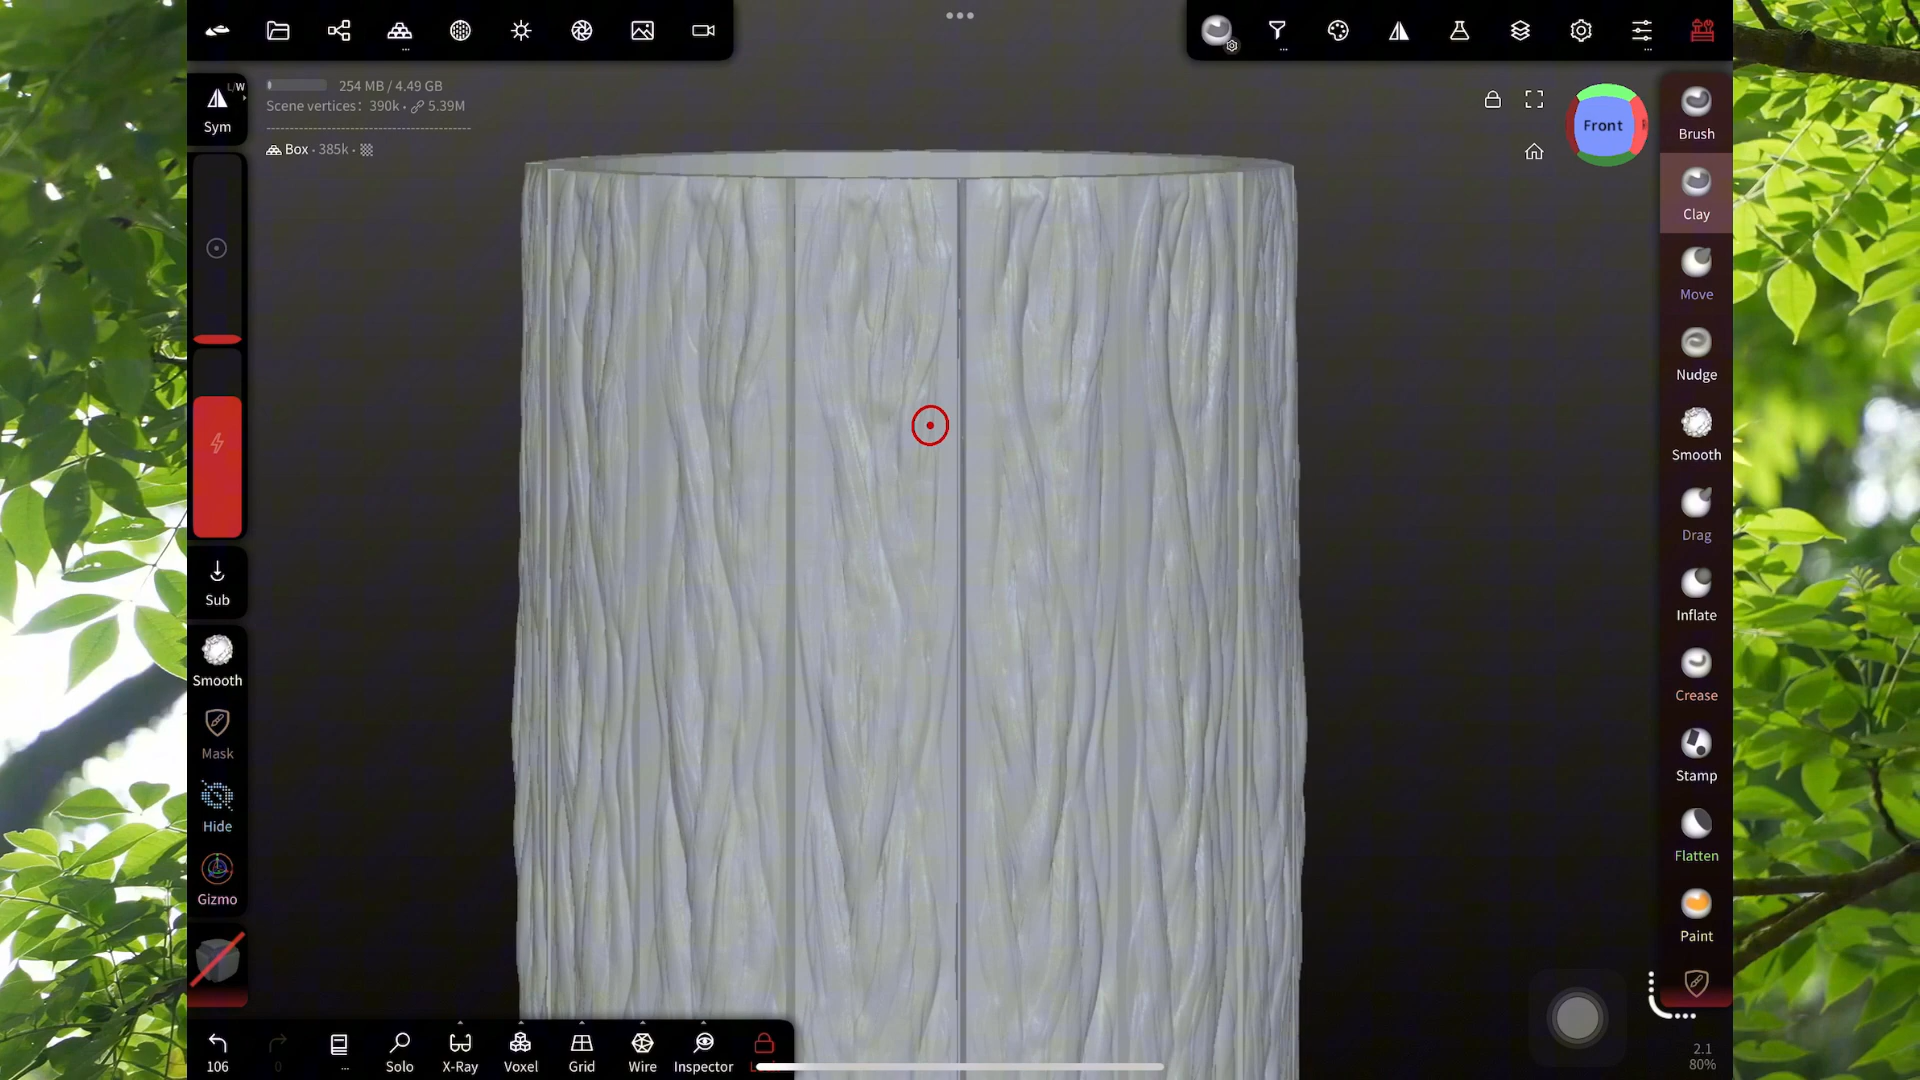 L/W
Sym
254 MB / 4.49 GB
Scene vertices: 390k • 5.39M
Box • 385k •
Front
Brush
Clay
Move
Nudge
Smooth
Drag
Inflate
Crease
Stamp
Flatten
Paint
Sub
Smooth
Mask
Hide
Gizmo
106
0
...
Solo
X-Ray
Voxel
Grid
Wire
Inspector
2.1
80%